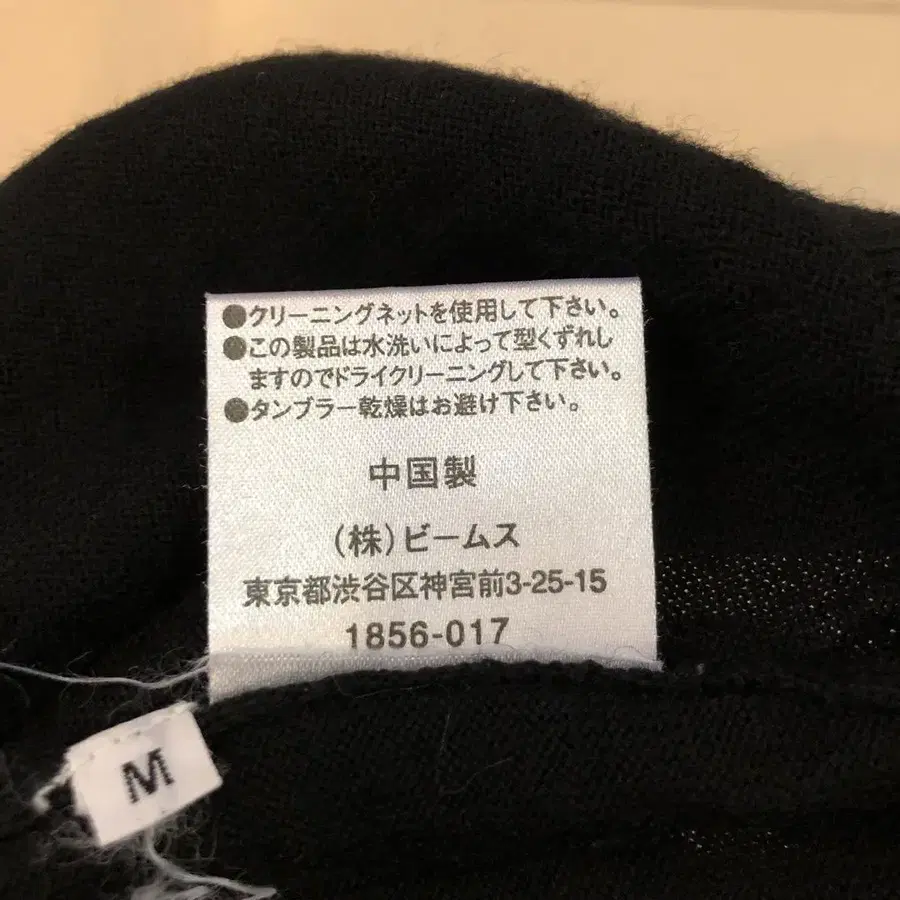 ●クリーニングネットを使用して下さい。
●この製品は水洗いによって型くずれし
ますのでドライクリーニングして下さい。
●タンブラー乾燥はお避け下さい。
中国製
(株)ビームス
東京都渋谷区神宮前3-25-15
1856-017
M